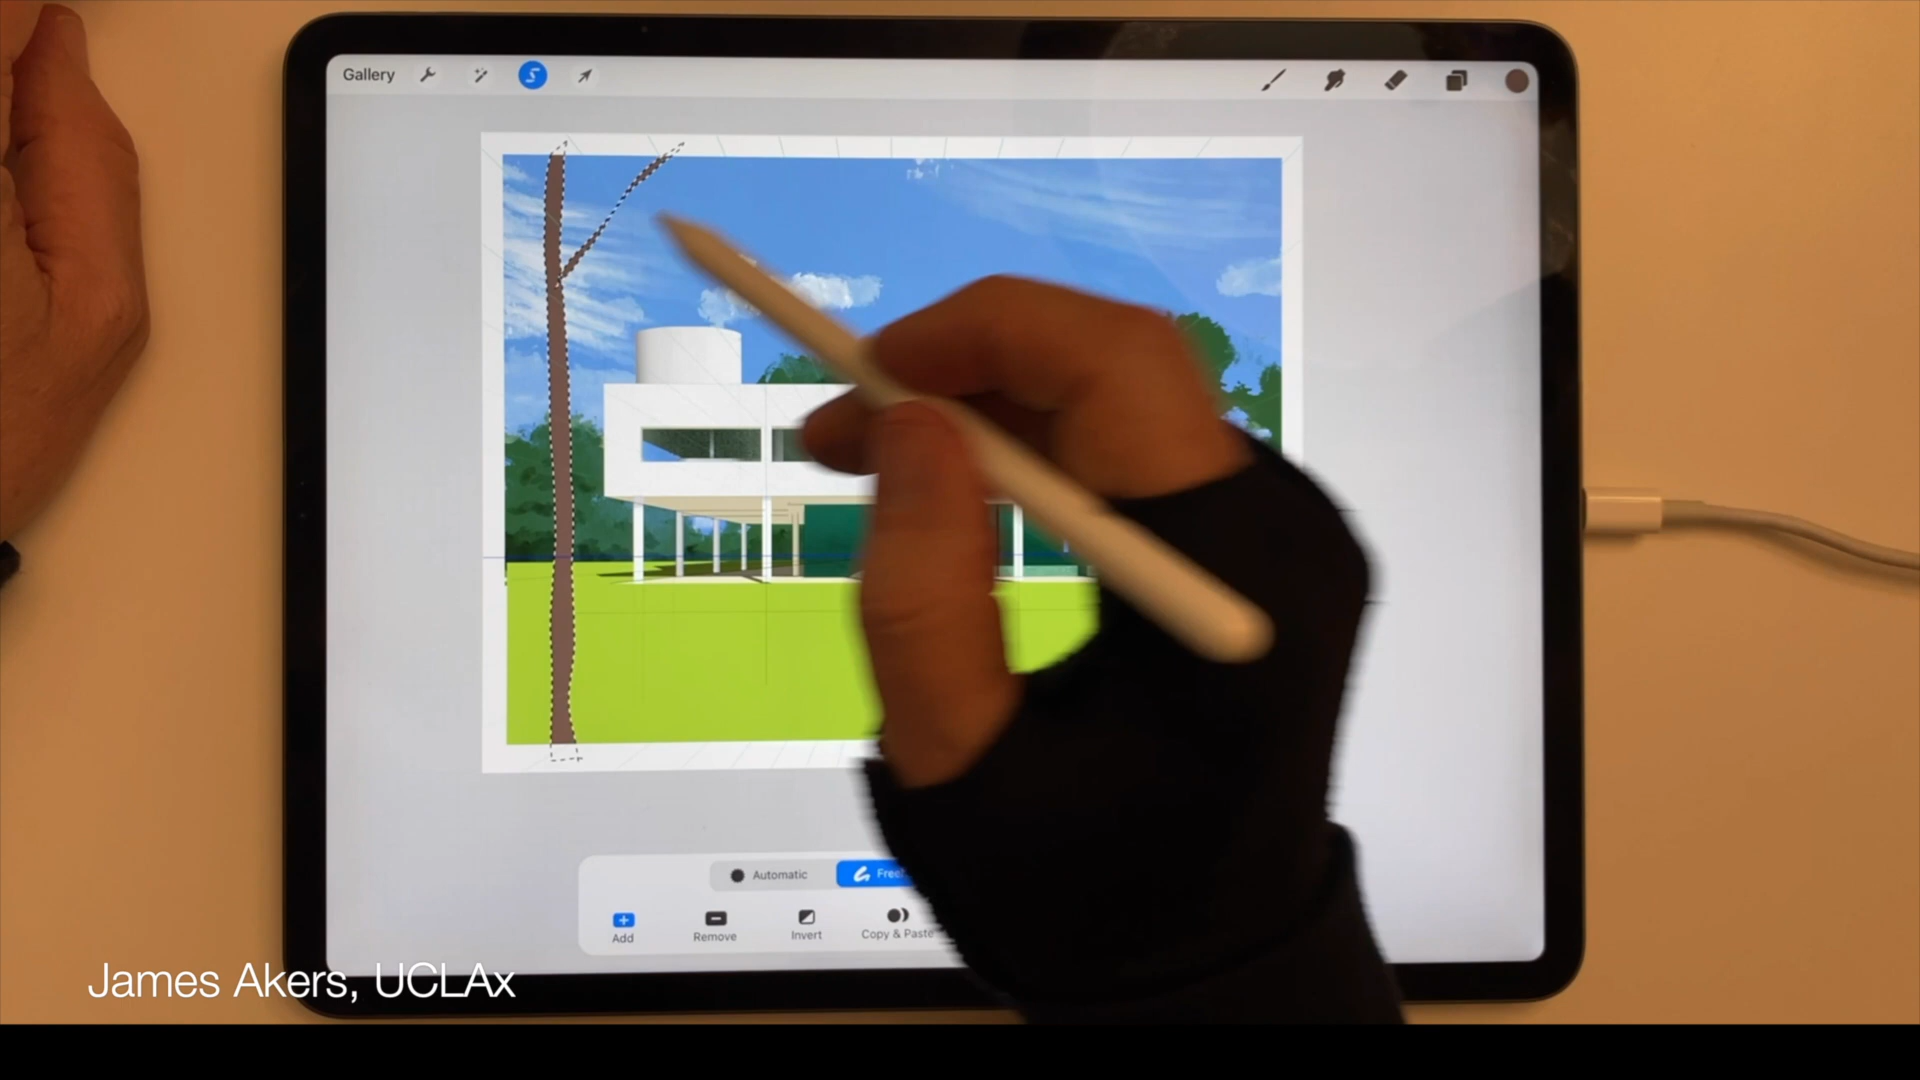 Gallery
Automatic
Add
Remove
Invert
Copy & Paste
James Akers, UCLAx